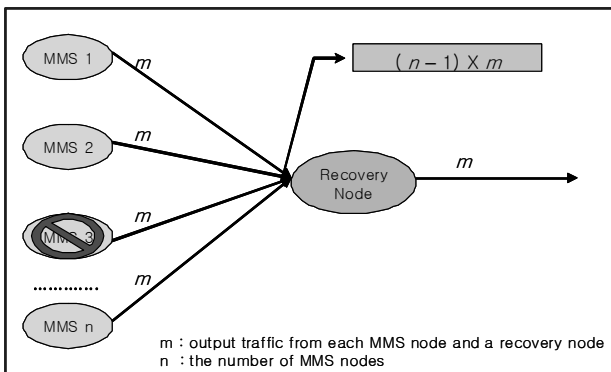 MMS 1
m
( n – 1) X m
MMS 2
m
Recovery
Node
m
MMS 3
m
..............
m
MMS n
m : output traffic from each MMS node and a recovery node
n : the number of MMS nodes